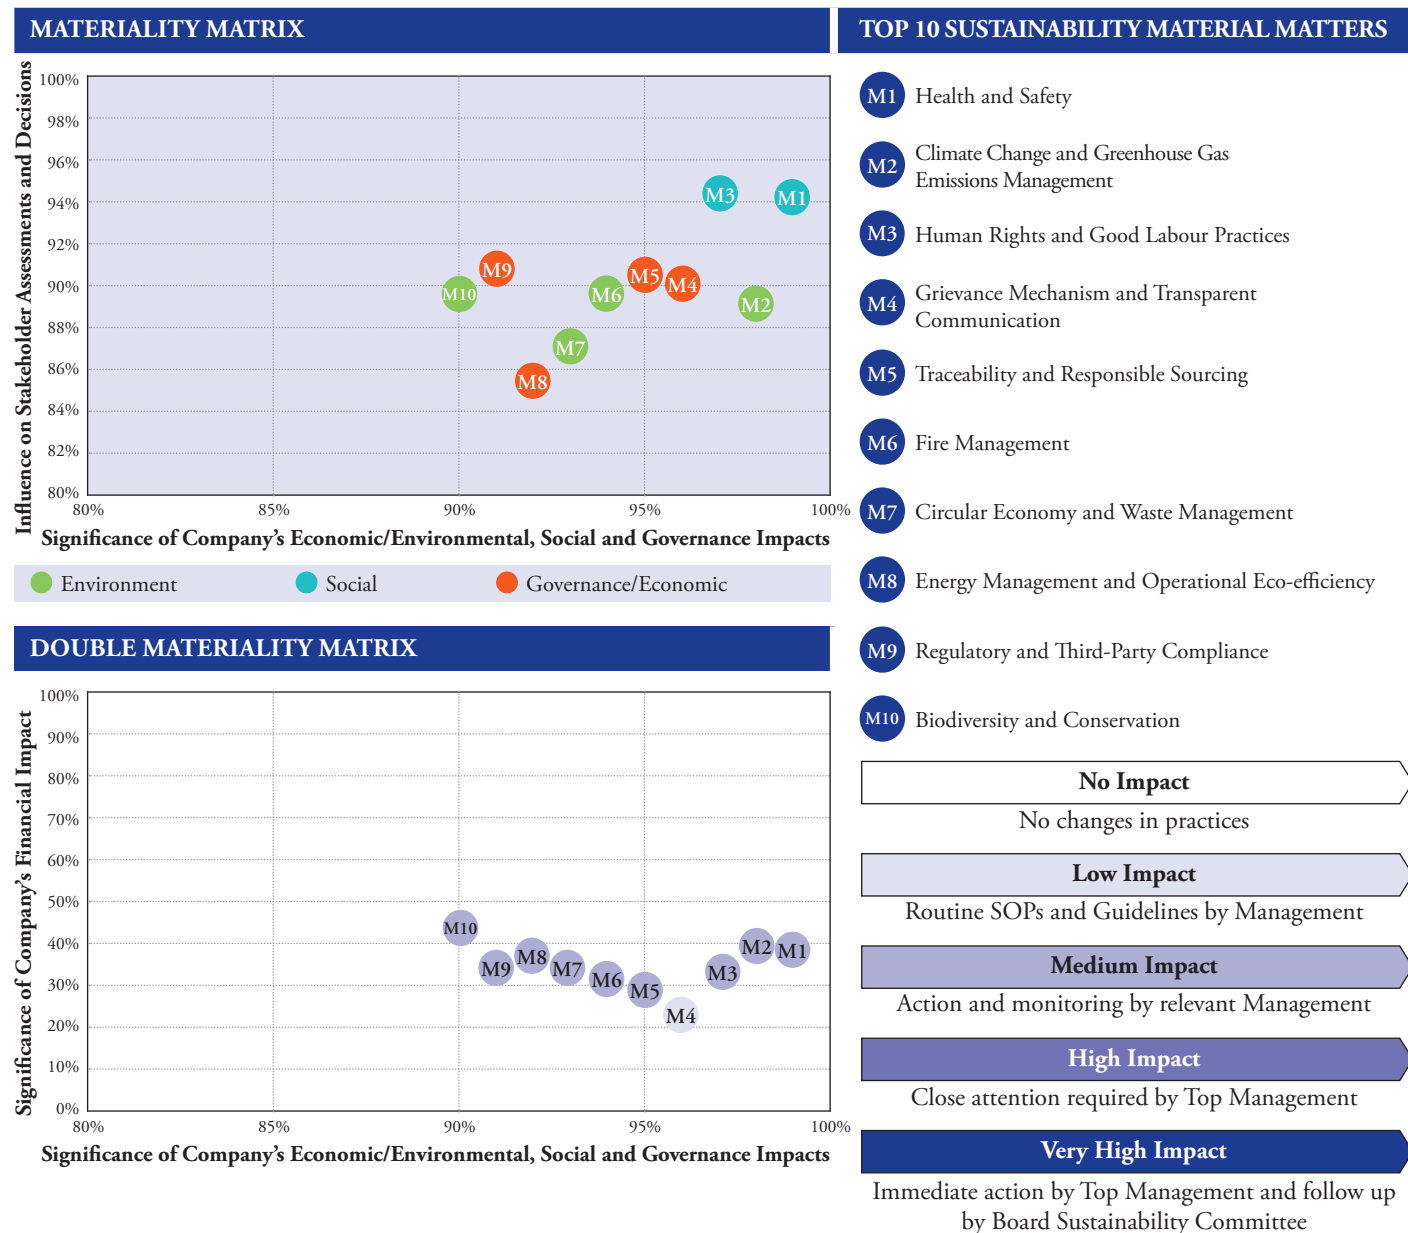 MATERIALITY MATRIX
Influence on Stakeholder Assessments and Decisions
100%
98%
96%
94%
92%
90%
88%
86%
84%
82%
80%
M3
M1
M9
M10
M6
M5
M4
M2
M7
M8
80%
85%
90%
95%
100%
Significance of Company’s Economic/Environmental, Social and Governance Impacts
Environment
Social
Governance/Economic
DOUBLE MATERIALITY MATRIX
Significance of Company’s Financial Impact
100%
90%
80%
70%
60%
50%
40%
30%
20%
10%
0%
M10
M9
M8
M7
M6
M5
M4
M3
M2
M1
80%
85%
90%
95%
100%
Significance of Company’s Economic/Environmental, Social and Governance Impacts
TOP 10 SUSTAINABILITY MATERIAL MATTERS
M1 Health and Safety
M2 Climate Change and Greenhouse Gas
Emissions Management
M3 Human Rights and Good Labour Practices
M4 Grievance Mechanism and Transparent
Communication
M5 Traceability and Responsible Sourcing
M6 Fire Management
M7 Circular Economy and Waste Management
M8 Energy Management and Operational Eco-efficiency
M9 Regulatory and Third-Party Compliance
M10 Biodiversity and Conservation
No Impact
No changes in practices
Low Impact
Routine SOPs and Guidelines by Management
Medium Impact
Action and monitoring by relevant Management
High Impact
Close attention required by Top Management
Very High Impact
Immediate action by Top Management and follow up
by Board Sustainability Committee